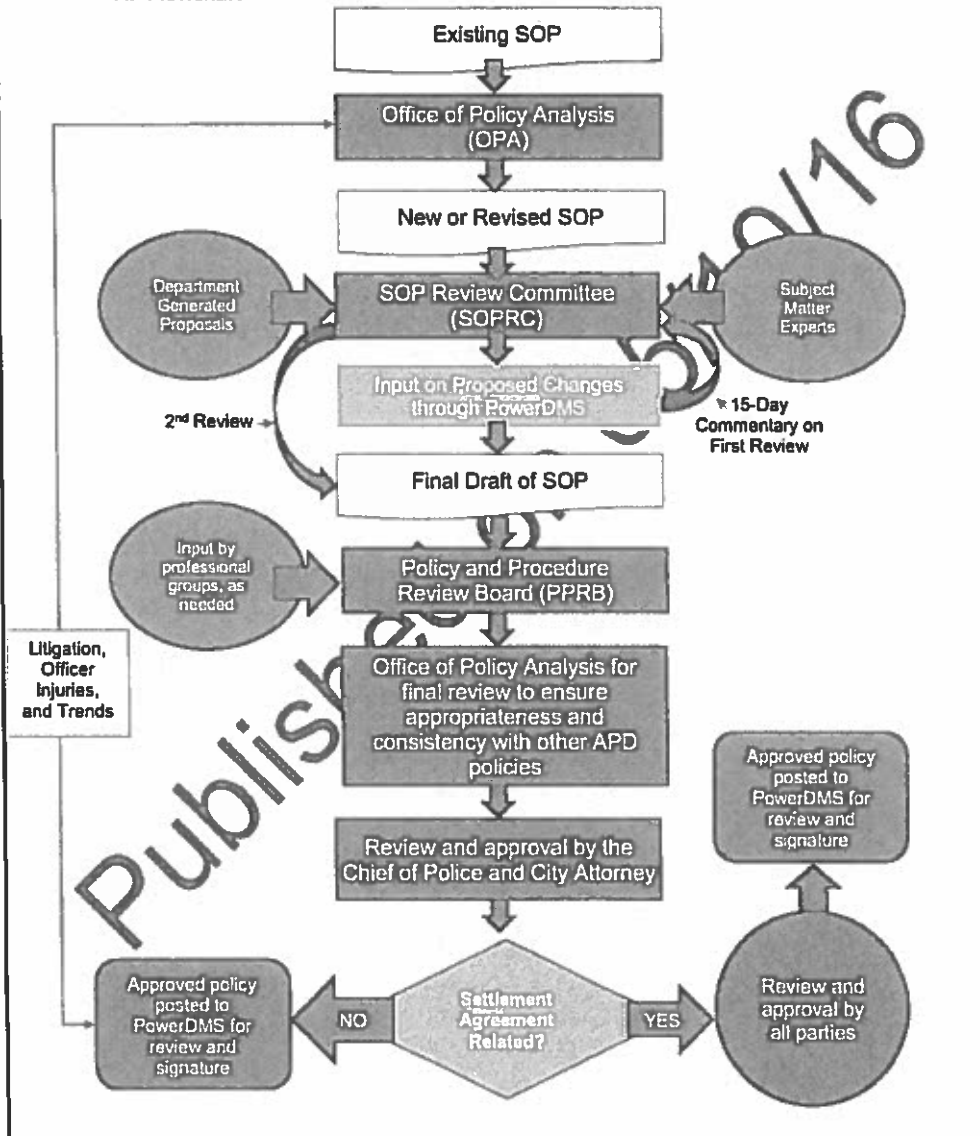 Existing SOP
Office of Policy Analysis
(OPA)
New or Revised SOP
Department
Generated
Proposals
SOP Review Committee
(SOPRC)
Subject
Matter
Experts
Input on Proposed Changes
through PowerDMS
2nd Review
15-Day
Commentary on
First Review
Final Draft of SOP
Input by
professional
groups, as
needed
Policy and Procedure
Review Board (PPRB)
Litigation,
Officer
Injuries,
and Trends
Office of Policy Analysis for
final review to ensure
appropriateness and
consistency with other APD
policies
Approved policy
posted to
PowerDMS for
review and
signature
Review and approval by the
Chief of Police and City Attorney
Approved policy
posted to
PowerDMS for
review and
signature
NO
Settlement
Agreement
Related?
YES
Review and
approval by
all parties